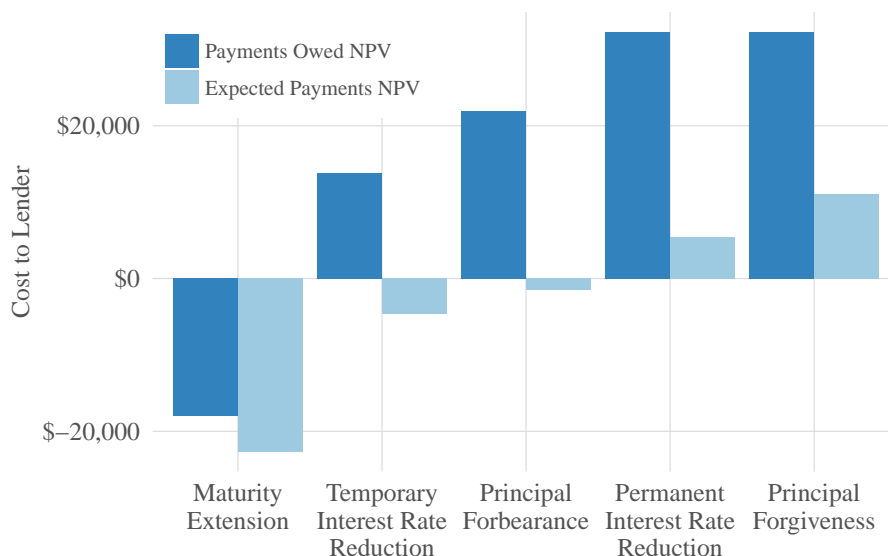 Payments Owed NPV
Expected Payments NPV
Cost to Lender
$20,000
$0
$−20,000
Maturity
Extension
Temporary
Interest Rate
Reduction
Principal
Forbearance
Permanent
Interest Rate
Reduction
Principal
Forgiveness